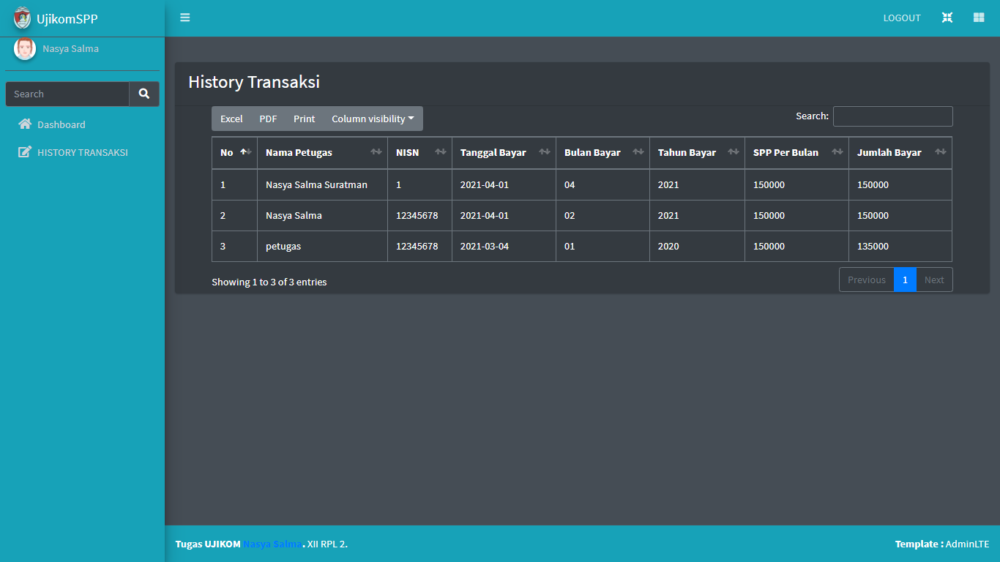 UjikomSPP
LOGOUT
Nasya Salma
Search
Dashboard
HISTORY TRANSAKSI
History Transaksi
Excel PDF Print Column visibility
Search:
No Nama Petugas NISN Tanggal Bayar Bulan Bayar Tahun Bayar SPP Per Bulan Jumlah Bayar
1 Nasya Salma Suratman 1 2021-04-01 04 2021 150000 150000
2 Nasya Salma 12345678 2021-04-01 02 2021 150000 150000
3 petugas 12345678 2021-03-04 01 2020 150000 135000
Showing 1 to 3 of 3 entries
Previous 1 Next
Tugas UJIKOM Nasya Salma. XII RPL 2.
Template : AdminLTE